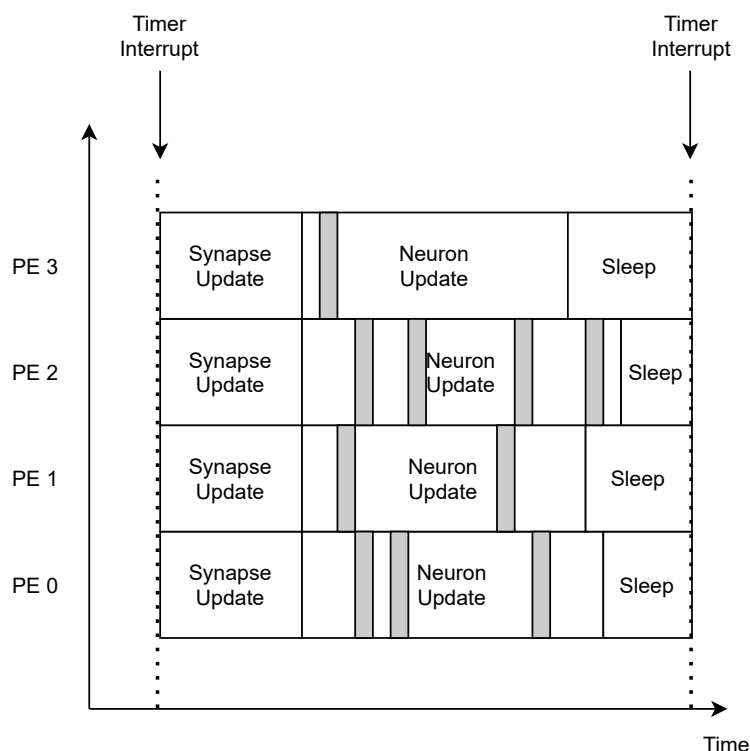 Timer
Interrupt
Timer
Interrupt
PE 3
Synapse
Update
Neuron
Update
Sleep
PE 2
Synapse
Update
Neuron
Update
Sleep
PE 1
Synapse
Update
Neuron
Update
Sleep
PE 0
Synapse
Update
Neuron
Update
Sleep
Time